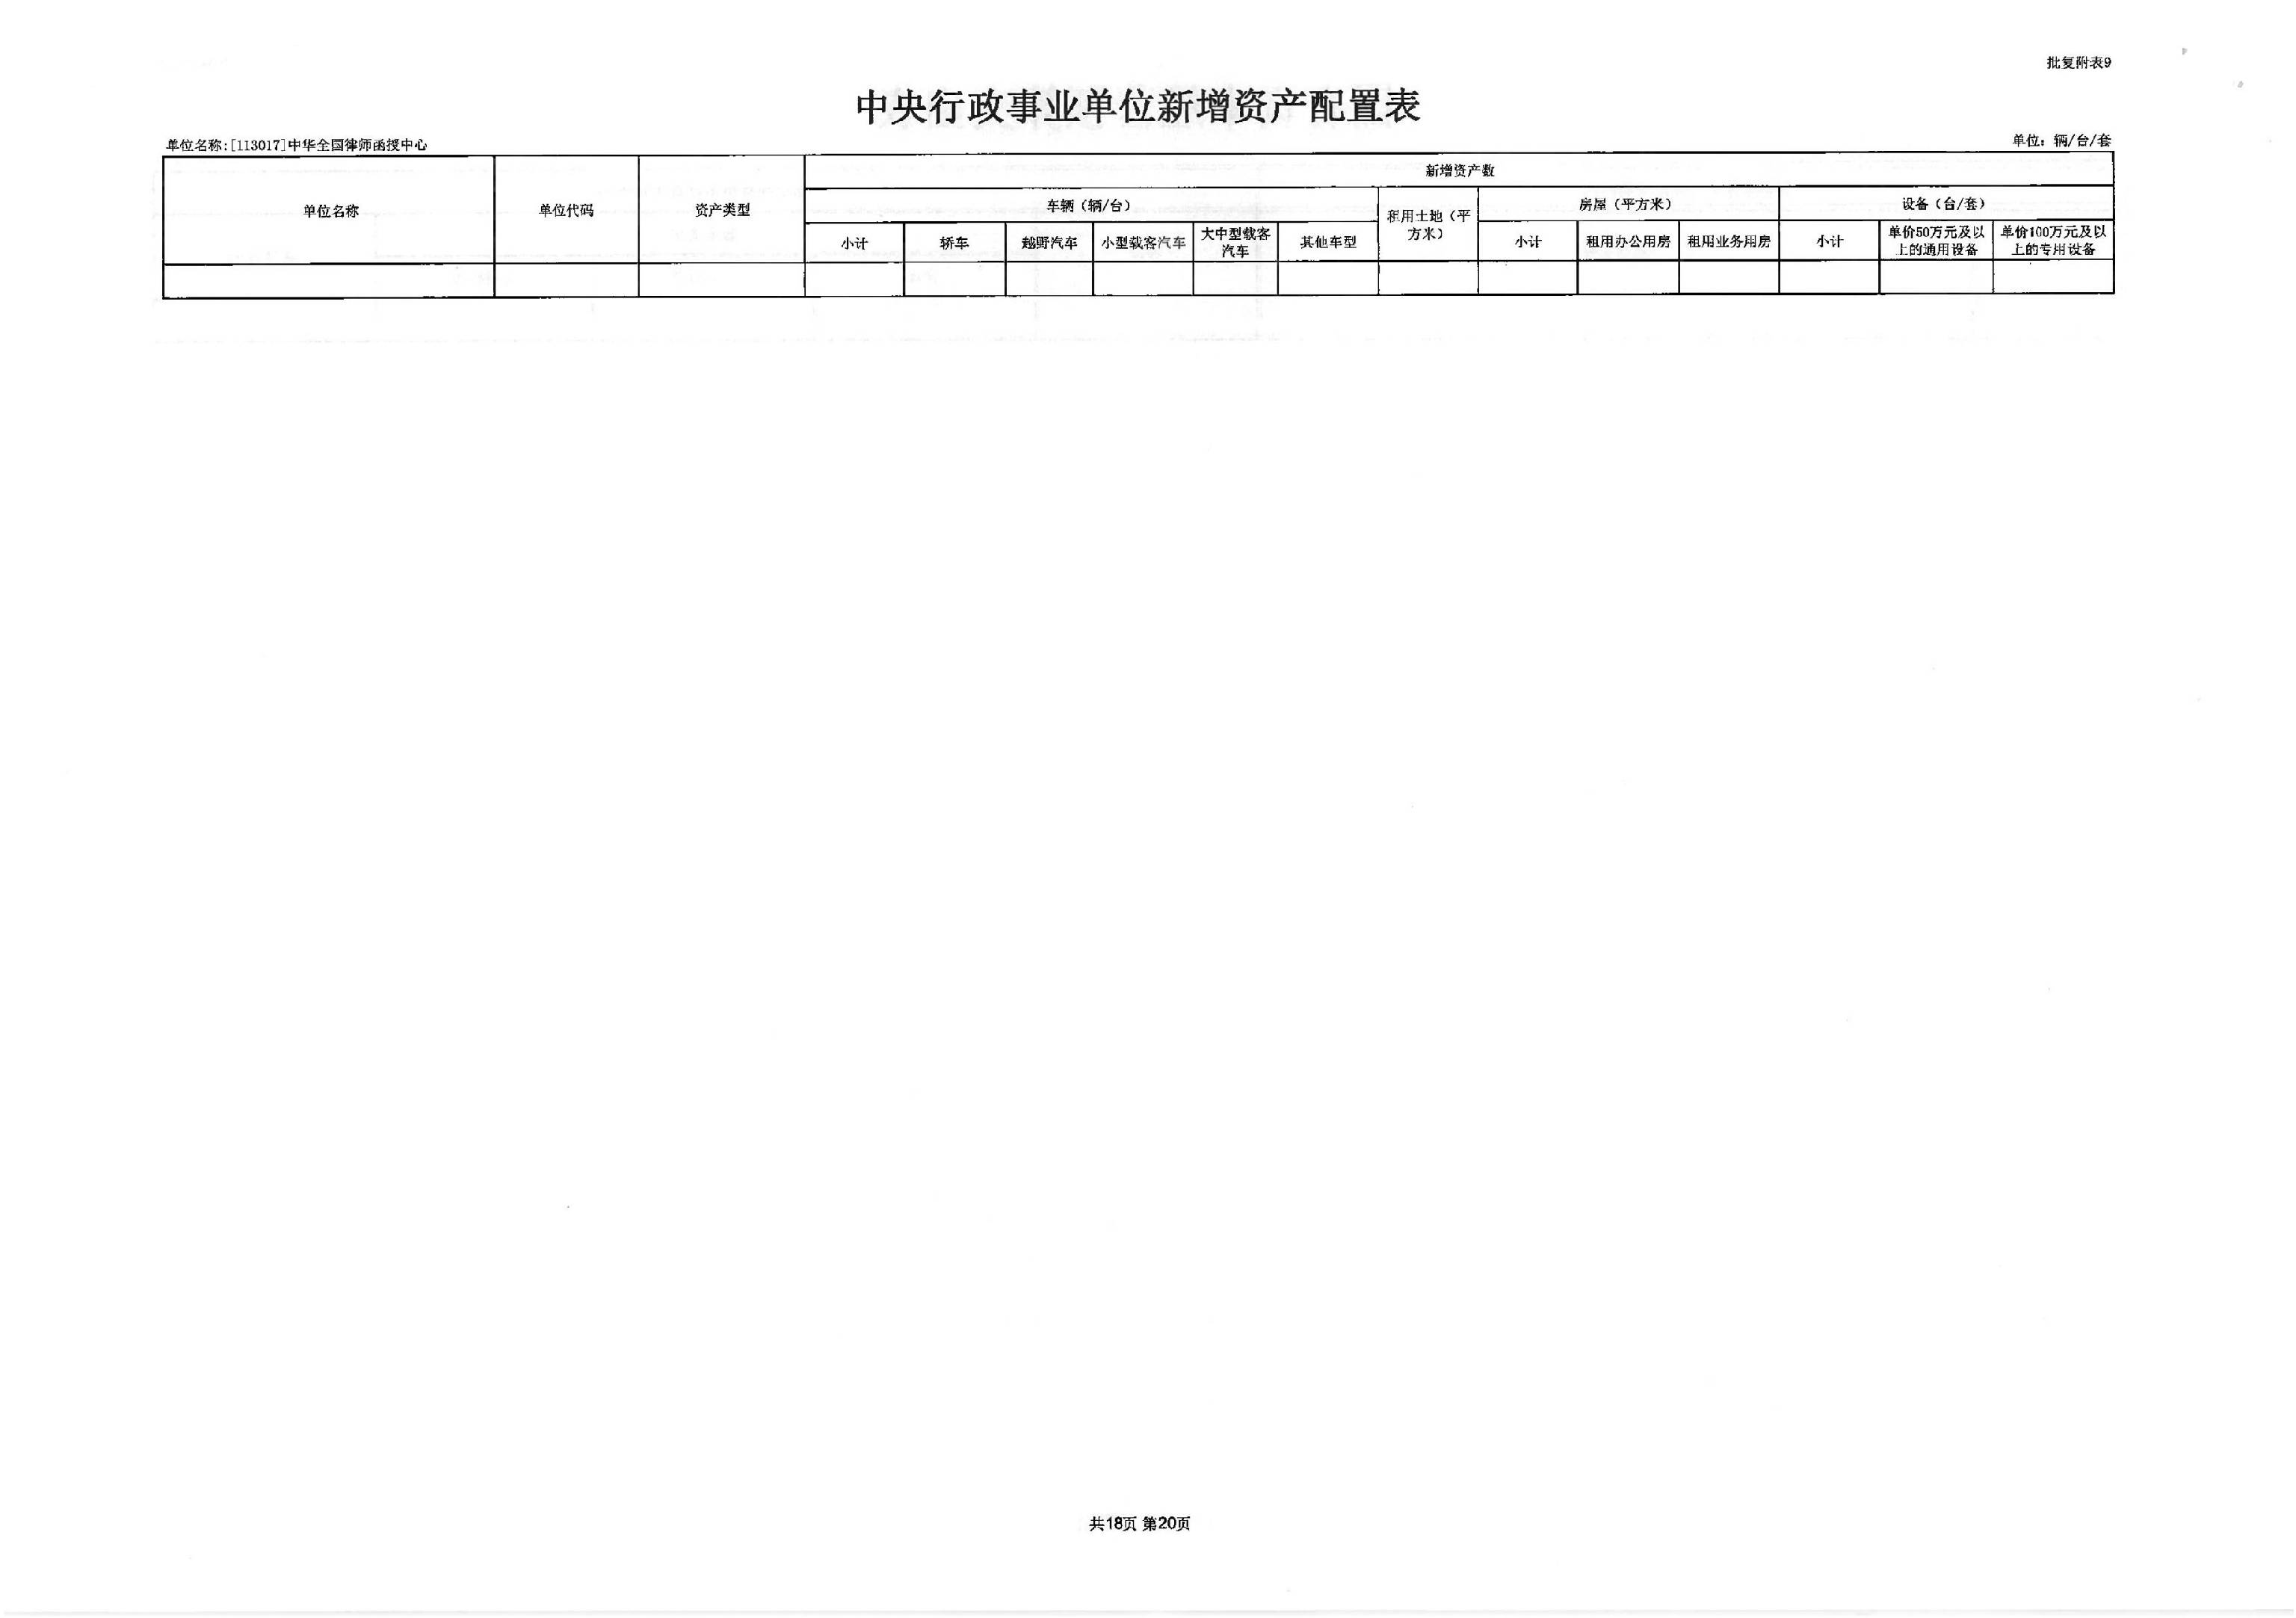 批复附表9
中央行政事业单位新增资产配置表
单位名称:[113017]中华全国律师函授中心
单位：辆/台/套
单位名称
单位代码
资产类型
新增资产数
车辆（辆/台）
租用土地（平
方米）
房屋（平方米）
设备（台/套）
小计
轿车
越野汽车
小型载客汽车
大中型载客
汽车
其他车型
小计
租用办公用房
租用业务用房
小计
单价50万元及以
上的通用设备
单价100万元及以
上的专用设备
共18页 第20页